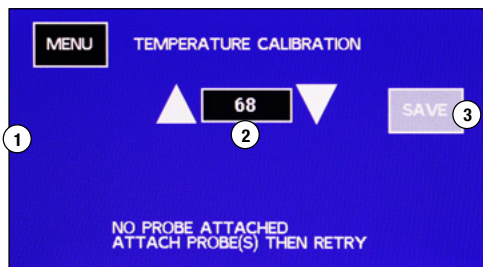 MENU
TEMPERATURE CALIBRATION
68
SAVE
1
2
3
NO PROBE ATTACHED
ATTACH PROBE(S) THEN RETRY